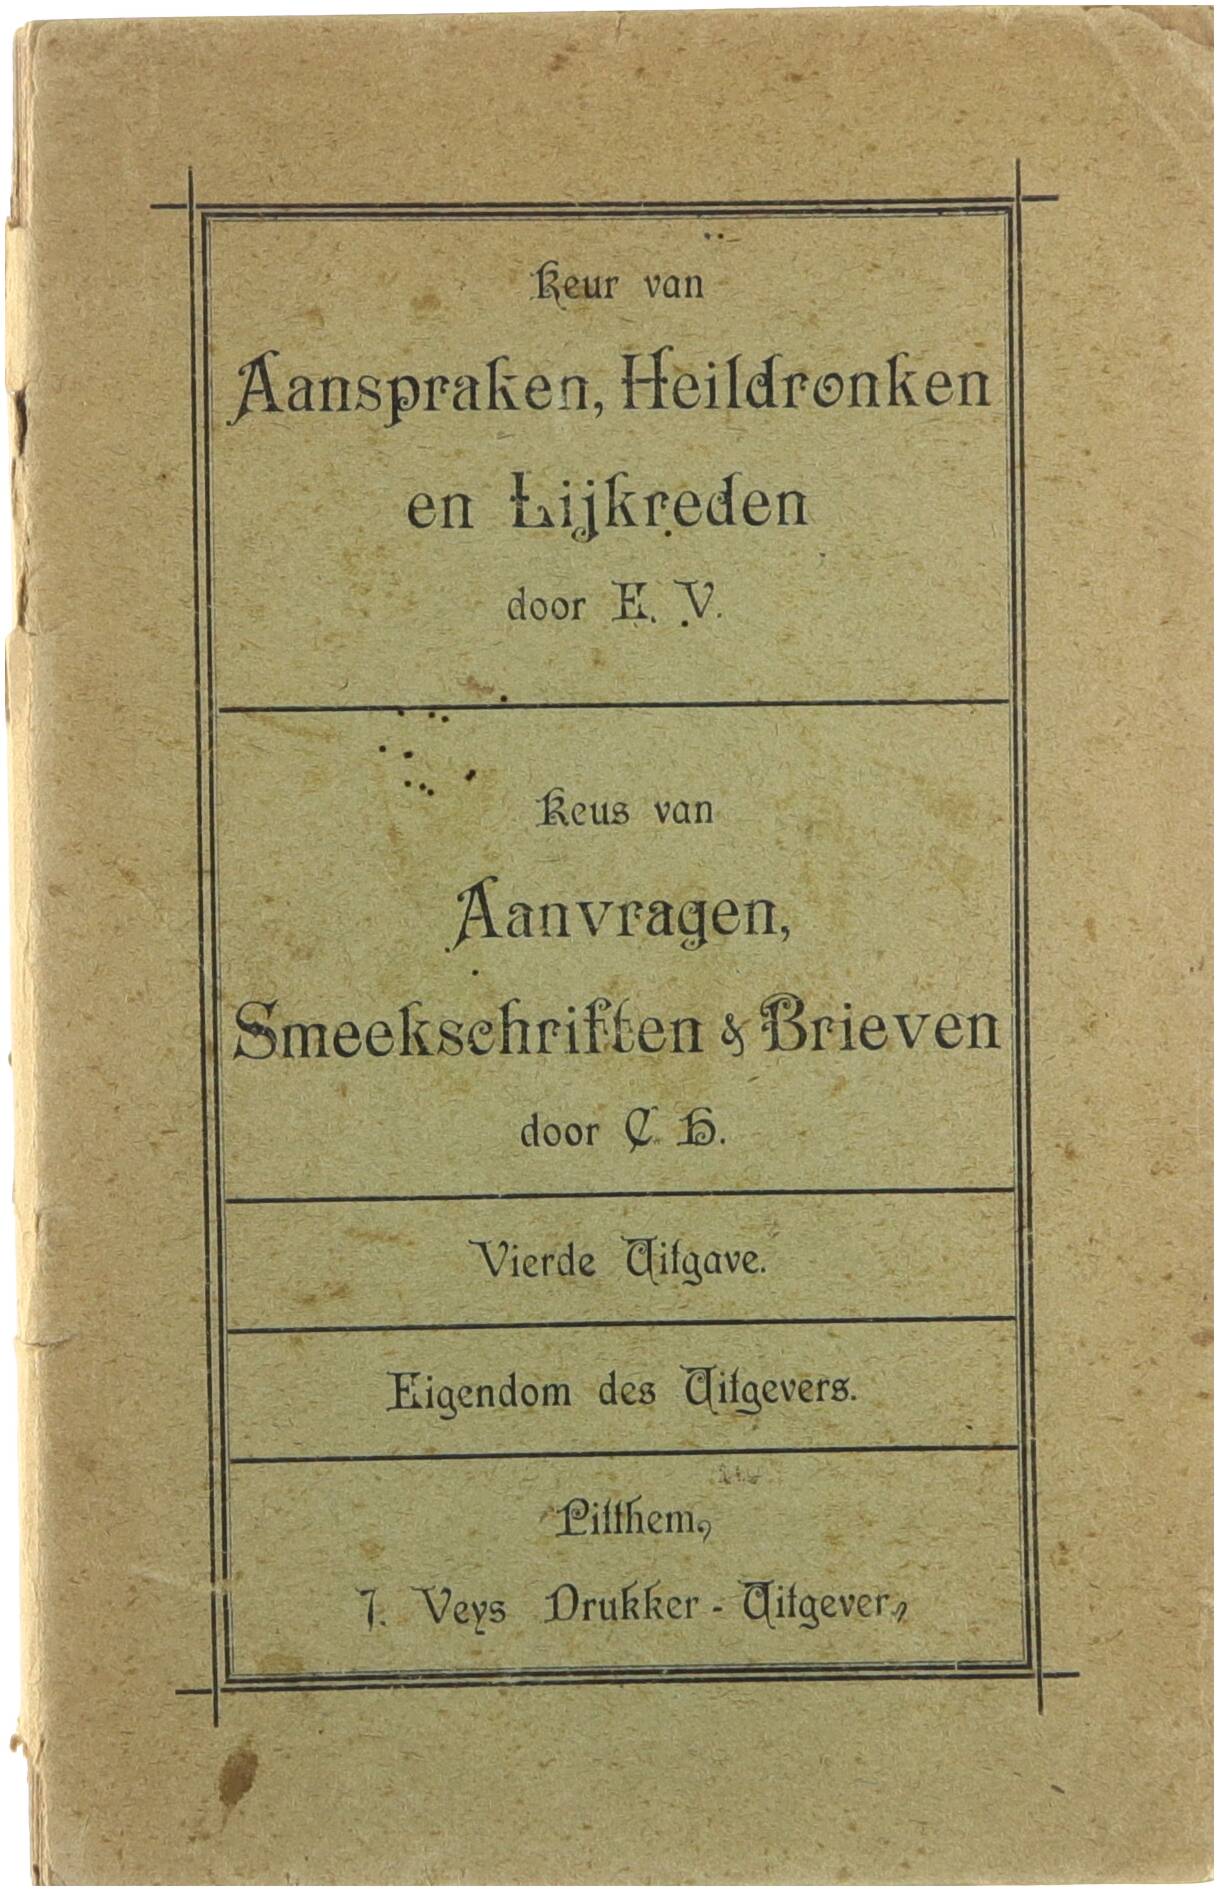 Keur van
Aanspraken, Heildronken
en Lijkreden
door E. V.
Keus van
Aanvragen,
Smeekschriften & Brieven
door C. H.
Vierde Uitgave.
Eigendom des Uitgevers.
Pitthem,
J. Veys Drukker - Uitgever,